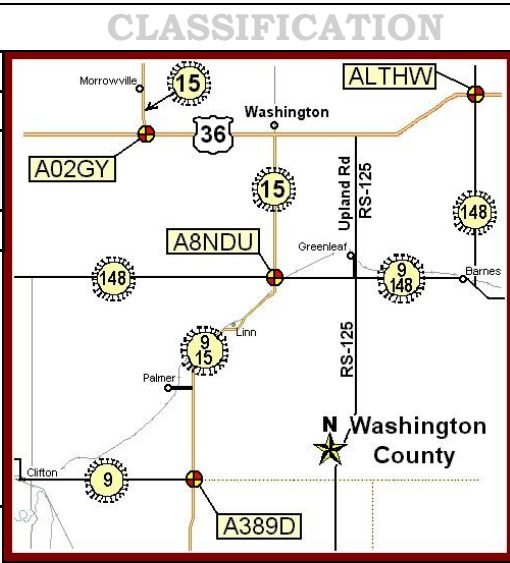 CLASSIFICATION
Morrowville
15
ALTHW
Washington
36
A02GY
Upland Rd
RS-125
15
148
A8NDU
Greenleaf
148
9
148
Barnes
Linn
9
15
RS-125
Palmer
N
Washington
County
Clifton
9
A389D